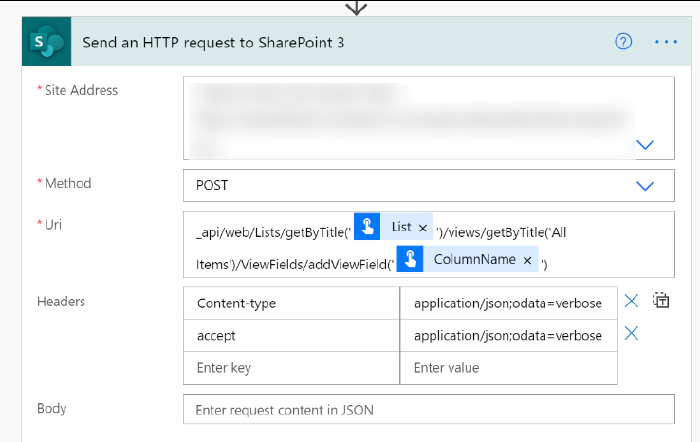 Send an HTTP request to SharePoint 3
* Site Address
* Method
POST
* Uri
_api/web/Lists/getByTitle(' List × ')/views/getByTitle('All
Items')/ViewFields/addViewField(' ColumnName × ')
Headers
Content-type application/json;odata=verbose
accept application/json;odata=verbose
Enter key Enter value
Body
Enter request content in JSON